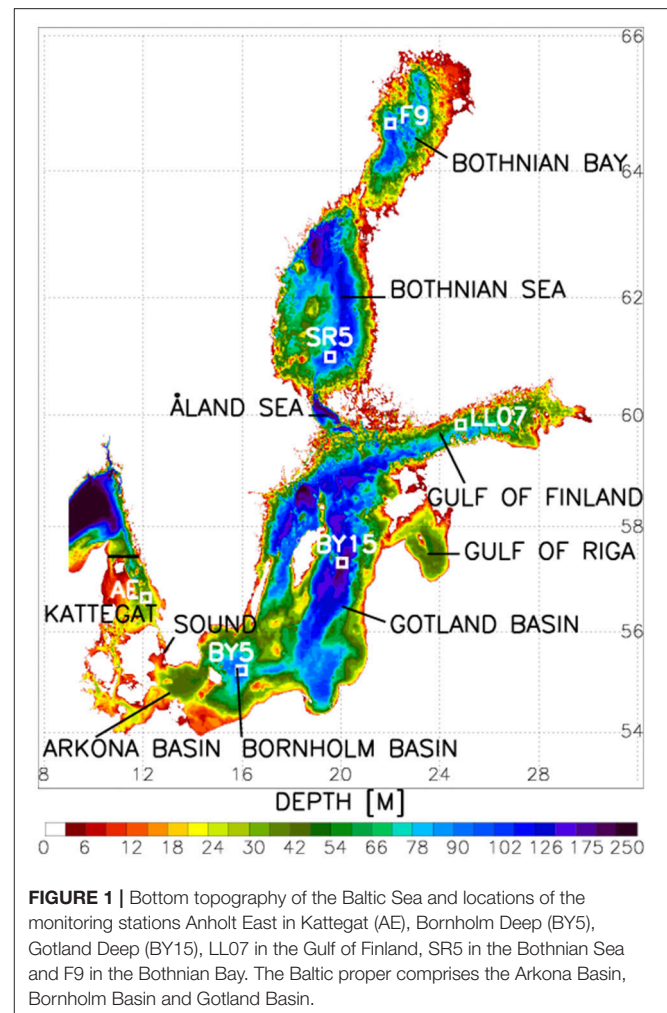 66
F9
BOTHNIAN BAY
64
BOTHNIAN SEA
62
SR5
ÅLAND SEA
60
LL07
GULF OF FINLAND
58
BY15
GULF OF RIGA
AE
KATTEGAT
SOUND
GOTLAND BASIN
56
BY5
54
ARKONA BASIN BORNHOLM BASIN
8 12 16 20 24 28
DEPTH [M]
0 6 12 18 24 30 42 54 66 78 90 102 126 175 250
FIGURE 1 | Bottom topography of the Baltic Sea and locations of the
monitoring stations Anholt East in Kattegat (AE), Bornholm Deep (BY5),
Gotland Deep (BY15), LL07 in the Gulf of Finland, SR5 in the Bothnian Sea
and F9 in the Bothnian Bay. The Baltic proper comprises the Arkona Basin,
Bornholm Basin and Gotland Basin.